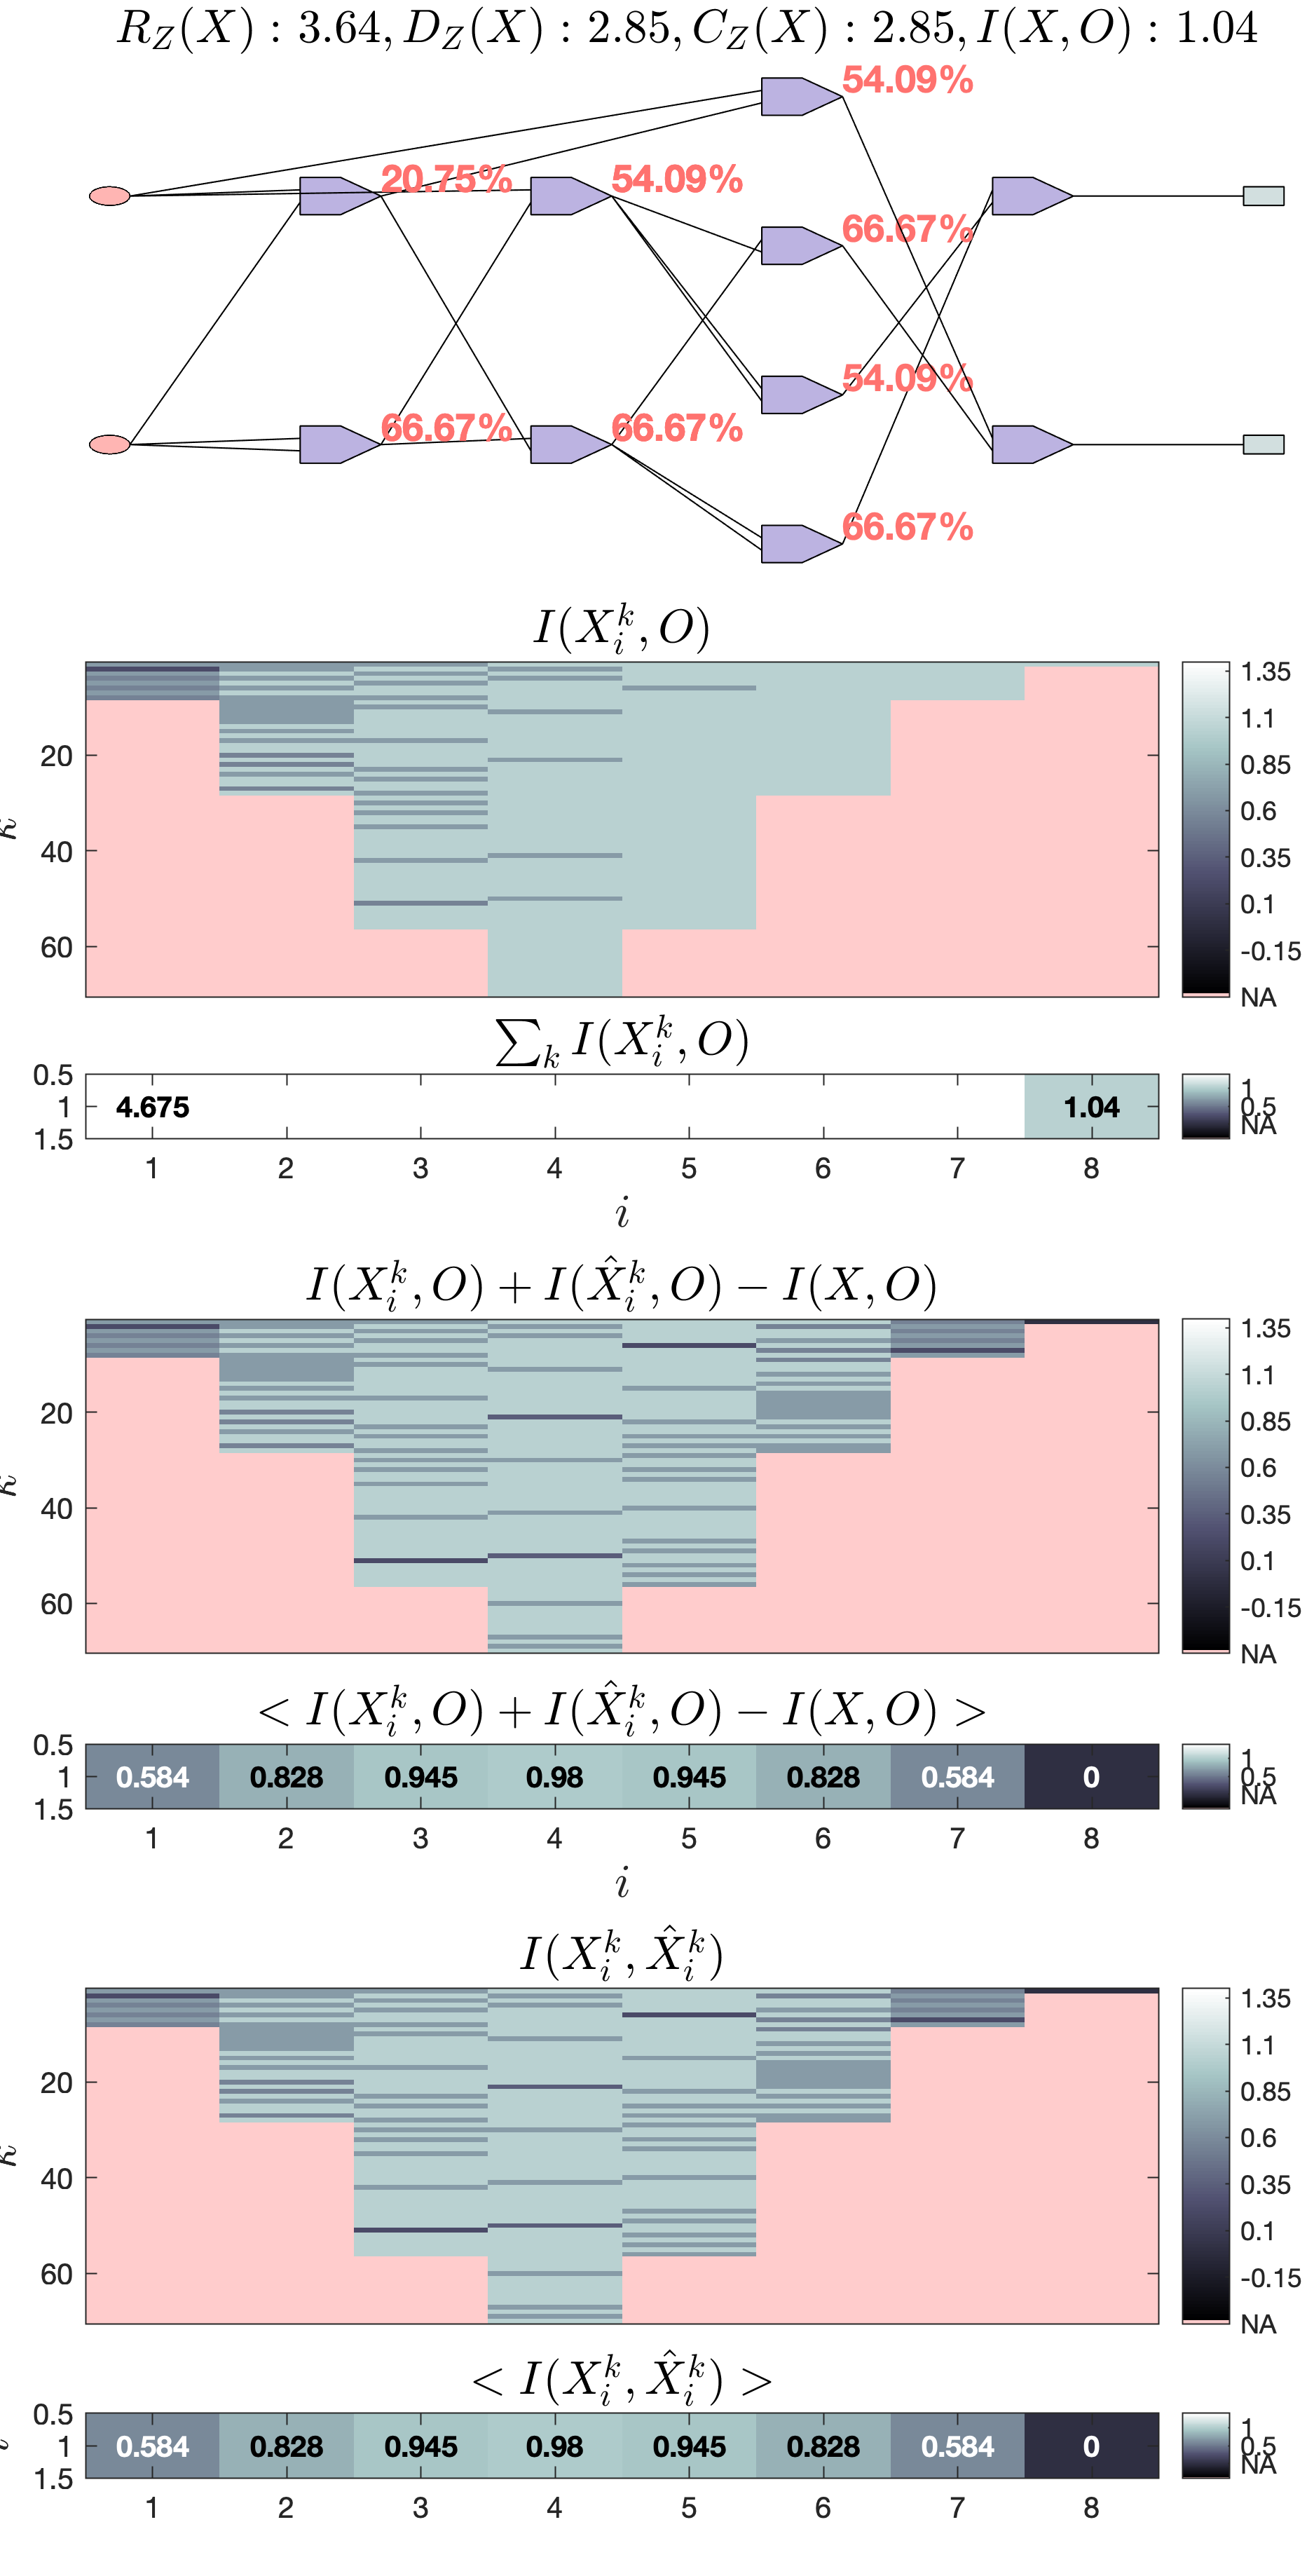 R_Z(X) : 3.64, D_Z(X) : 2.85, C_Z(X) : 2.85, I(X, O) : 1.04
54.09%
20.75% 54.09%
66.67%
54.09%
66.67% 66.67%
66.67%
I(X_i^k, O)
1.35
1.1
20 0.85
0.6
k
40 0.35
0.1
60 -0.15
NA
∑_k I(X_i^k, O)
0.5
1 4.675 1.04
1.5
1
0.5
NA
1 2 3 4 5 6 7 8
i
I(X_i^k, O) + I(X̂_i^k, O) − I(X, O)
1.35
1.1
20 0.85
0.6
k
40 0.35
0.1
60 -0.15
NA
< I(X_i^k, O) + I(X̂_i^k, O) − I(X, O) >
0.5
1 0.584 0.828 0.945 0.98 0.945 0.828 0.584 0
1.5
1
0.5
NA
1 2 3 4 5 6 7 8
i
I(X_i^k, X̂_i^k)
1.35
1.1
20 0.85
0.6
k
40 0.35
0.1
60 -0.15
NA
< I(X_i^k, X̂_i^k) >
0.5
1 0.584 0.828 0.945 0.98 0.945 0.828 0.584 0
1.5
1
0.5
NA
1 2 3 4 5 6 7 8